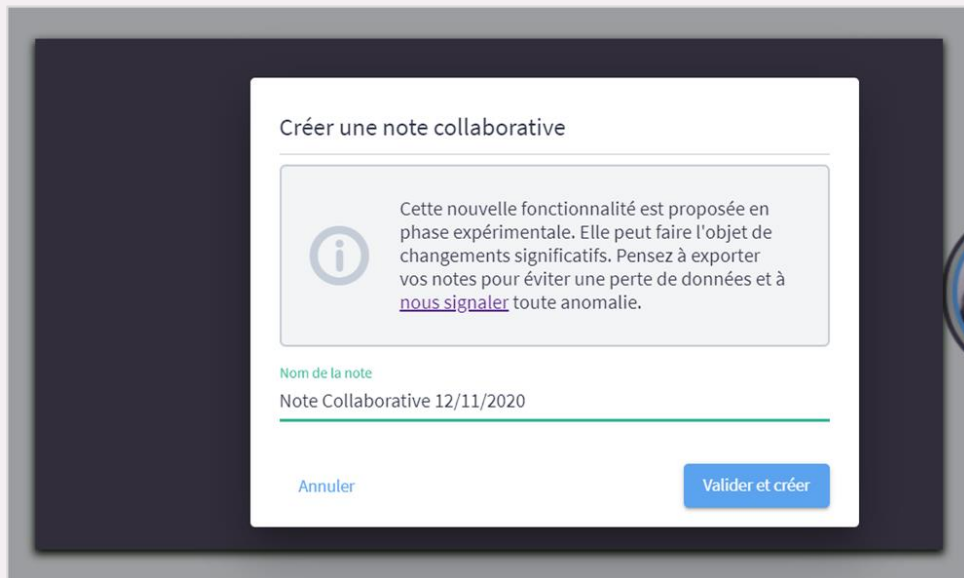 Créer une note collaborative
Cette nouvelle fonctionnalité est proposée en
phase expérimentale. Elle peut faire l'objet de
changements significatifs. Pensez à exporter
vos notes pour éviter une perte de données et à
nous signaler toute anomalie.
Nom de la note
Note Collaborative 12/11/2020
Annuler
Valider et créer